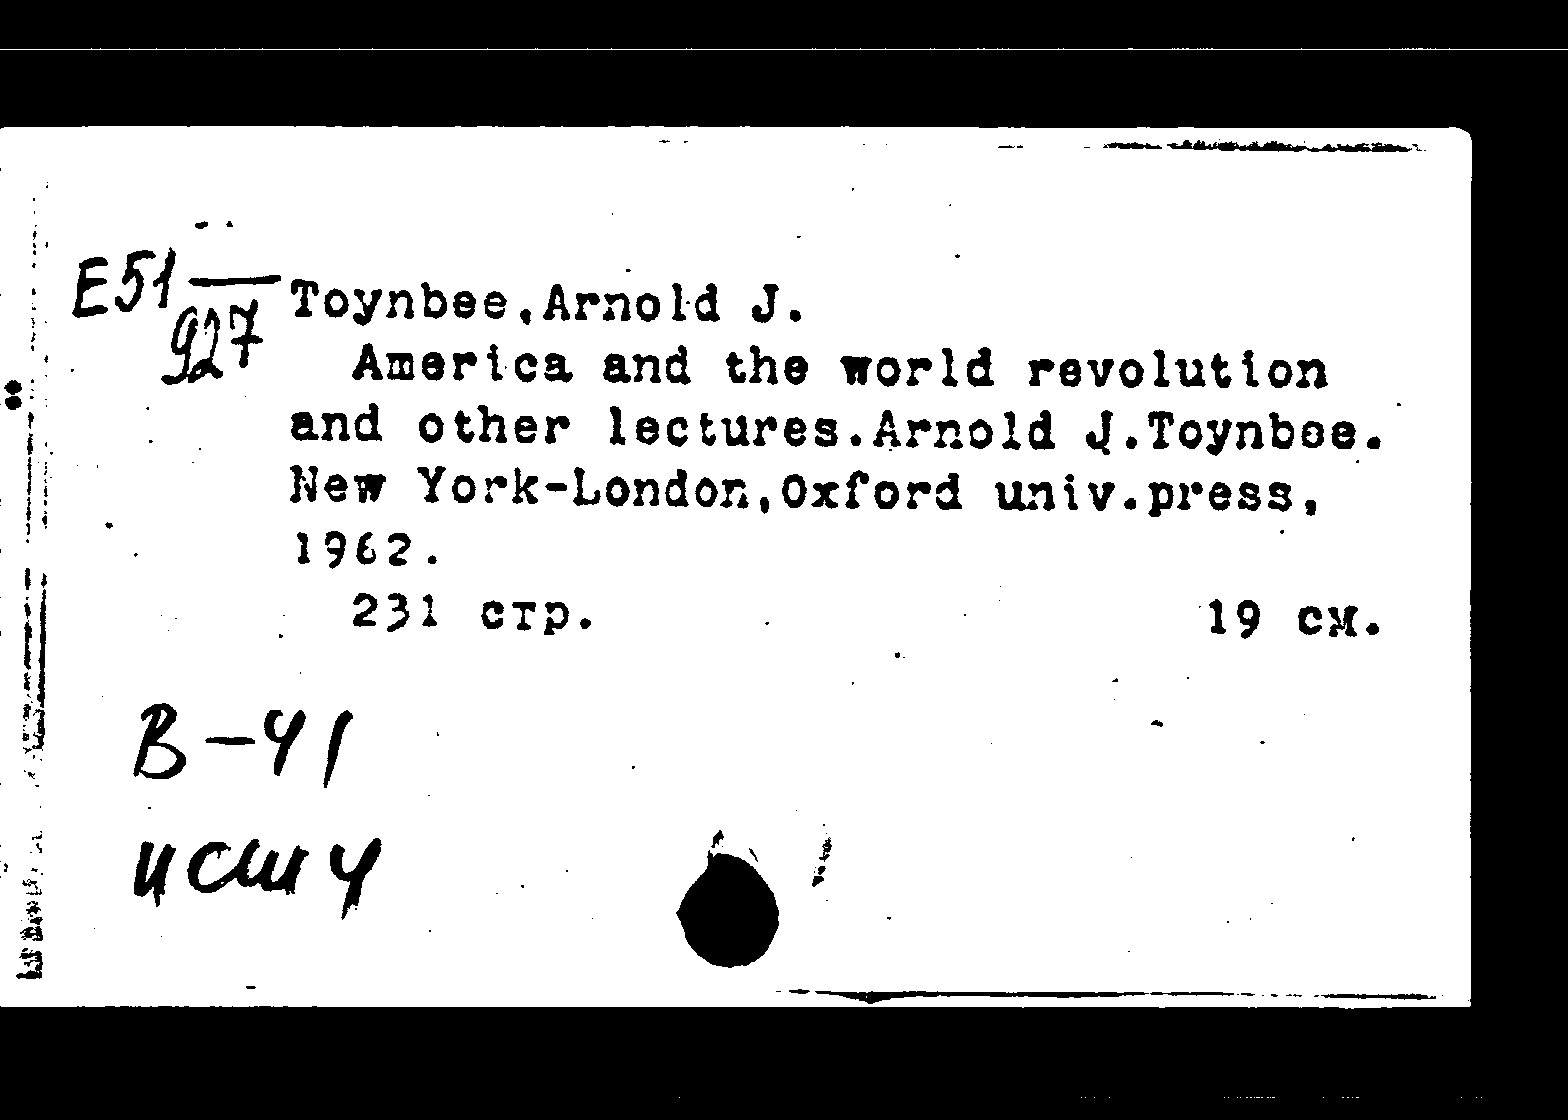 E51
927
Toynbee,Arnold J.
America and the world revolution
and other lectures.Arnold J.Toynbee.
New York-London,Oxford univ.press,
1962.
231 стр. 19 см.
В-41